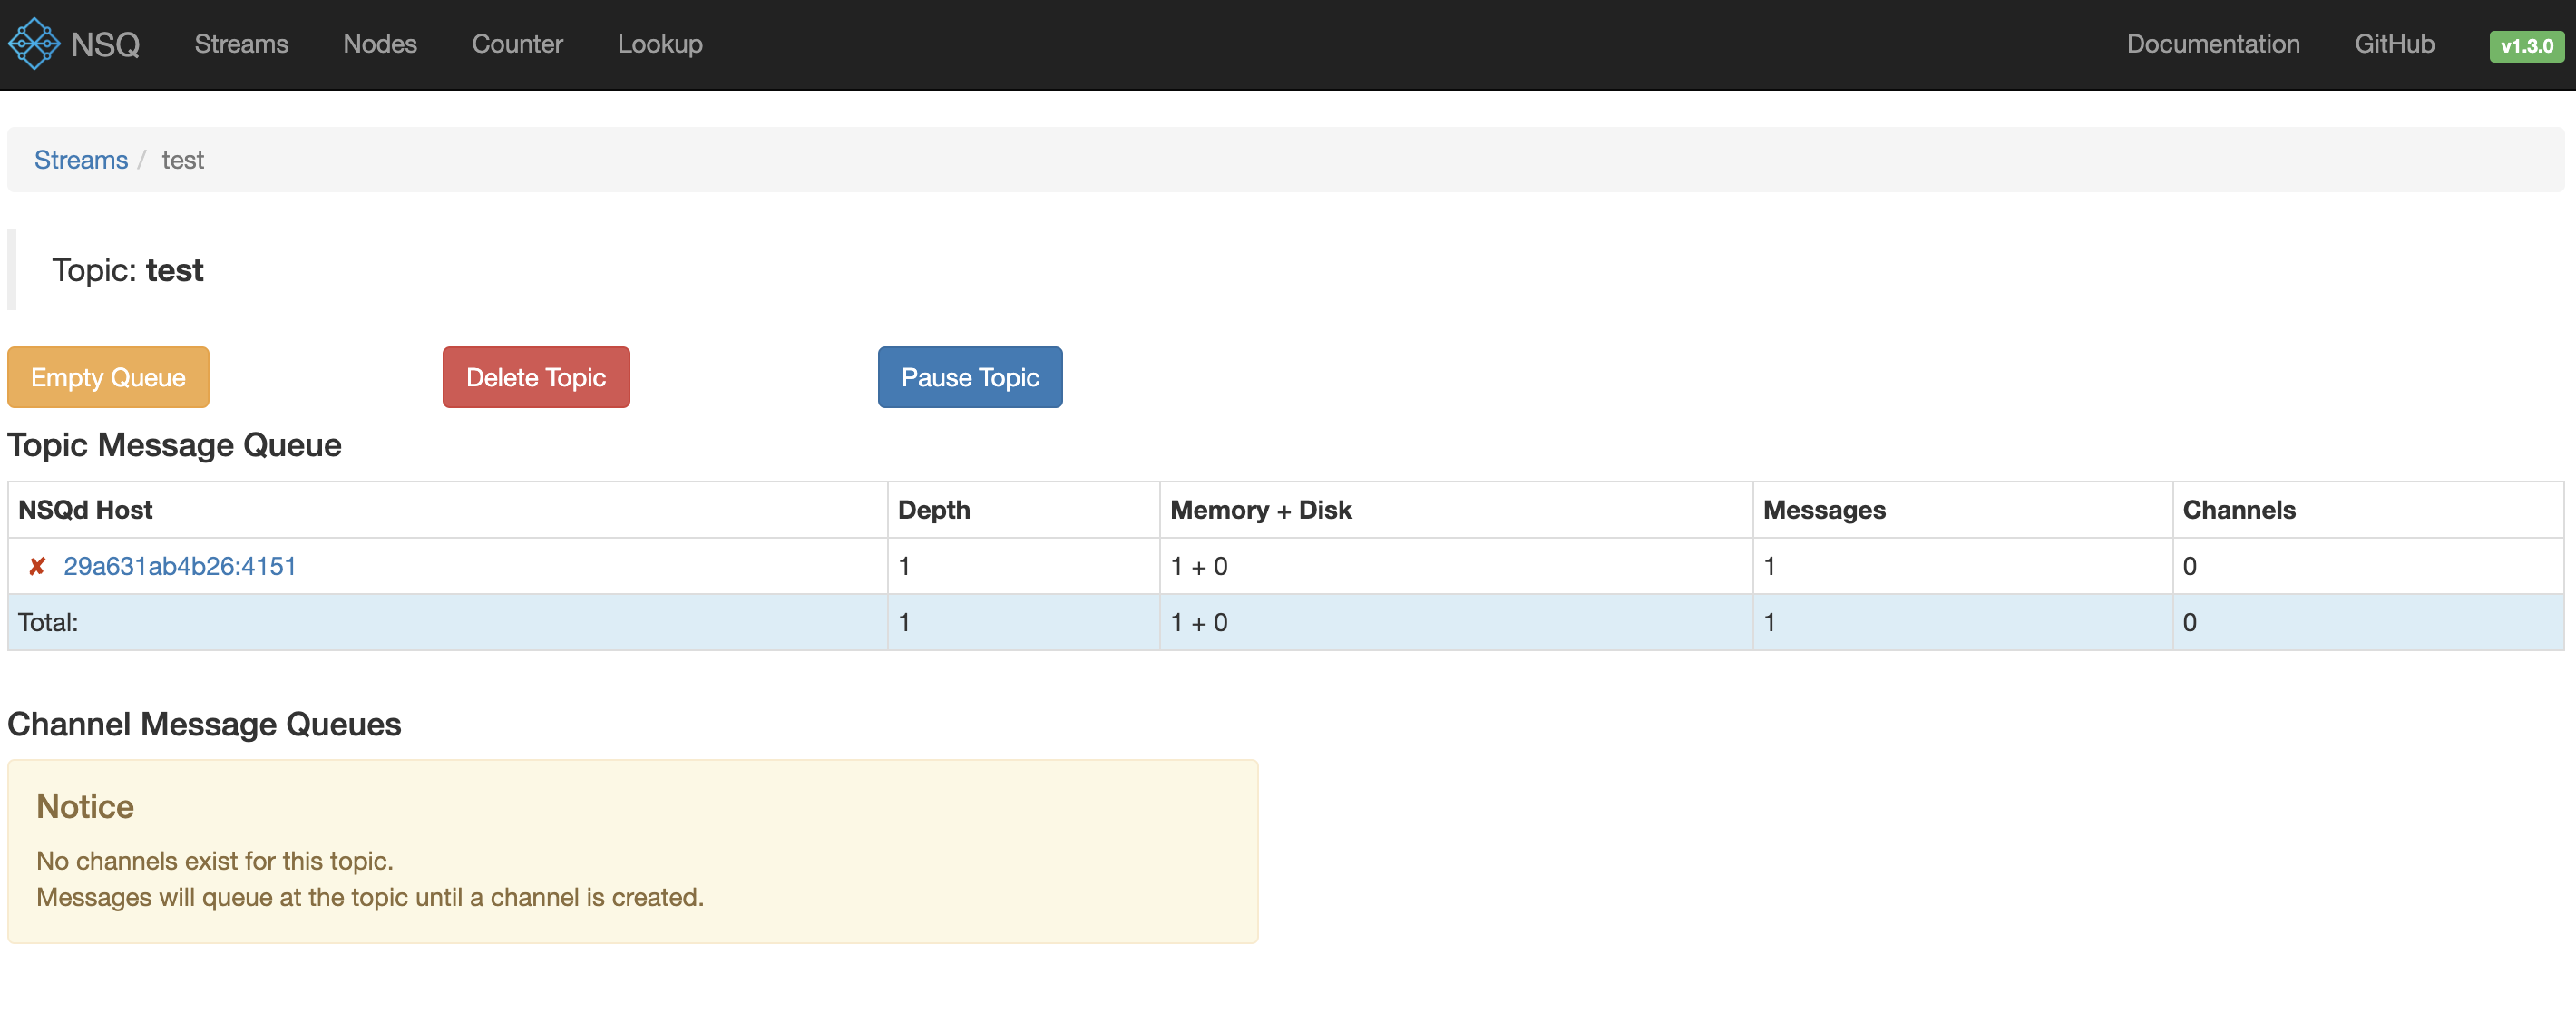 NSQ Streams Nodes Counter Lookup Documentation GitHub v1.3.0
Streams / test
Topic: test
Empty Queue Delete Topic Pause Topic
Topic Message Queue
NSQd Host Depth Memory + Disk Messages Channels
✘ 29a631ab4b26:4151 1 1 + 0 1 0
Total: 1 1 + 0 1 0
Channel Message Queues
Notice
No channels exist for this topic.
Messages will queue at the topic until a channel is created.